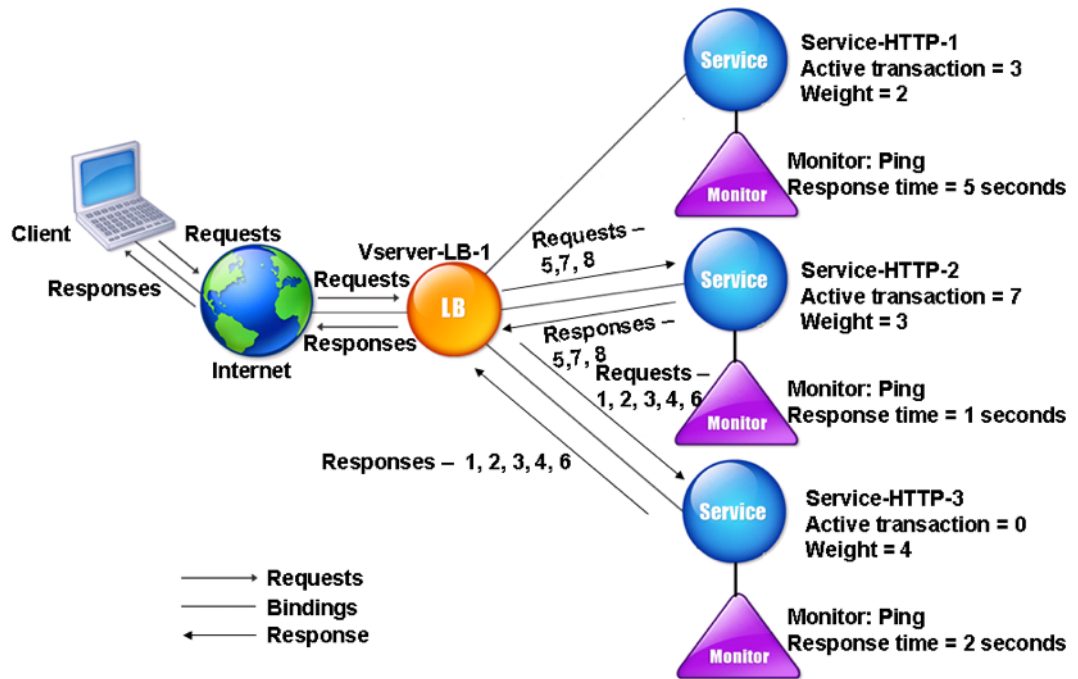 Service
Service-HTTP-1
Active transaction = 3
Weight = 2
Monitor
Monitor: Ping
Response time = 5 seconds
Client
Requests
Responses
Internet
Requests
Responses
Vserver-LB-1
LB
Requests –
5,7, 8
Responses –
5,7, 8
Service
Service-HTTP-2
Active transaction = 7
Weight = 3
Requests –
1, 2, 3, 4, 6
Monitor
Monitor: Ping
Response time = 1 seconds
Responses – 1, 2, 3, 4, 6
Service
Service-HTTP-3
Active transaction = 0
Weight = 4
Monitor
Monitor: Ping
Response time = 2 seconds
Requests
Bindings
Response